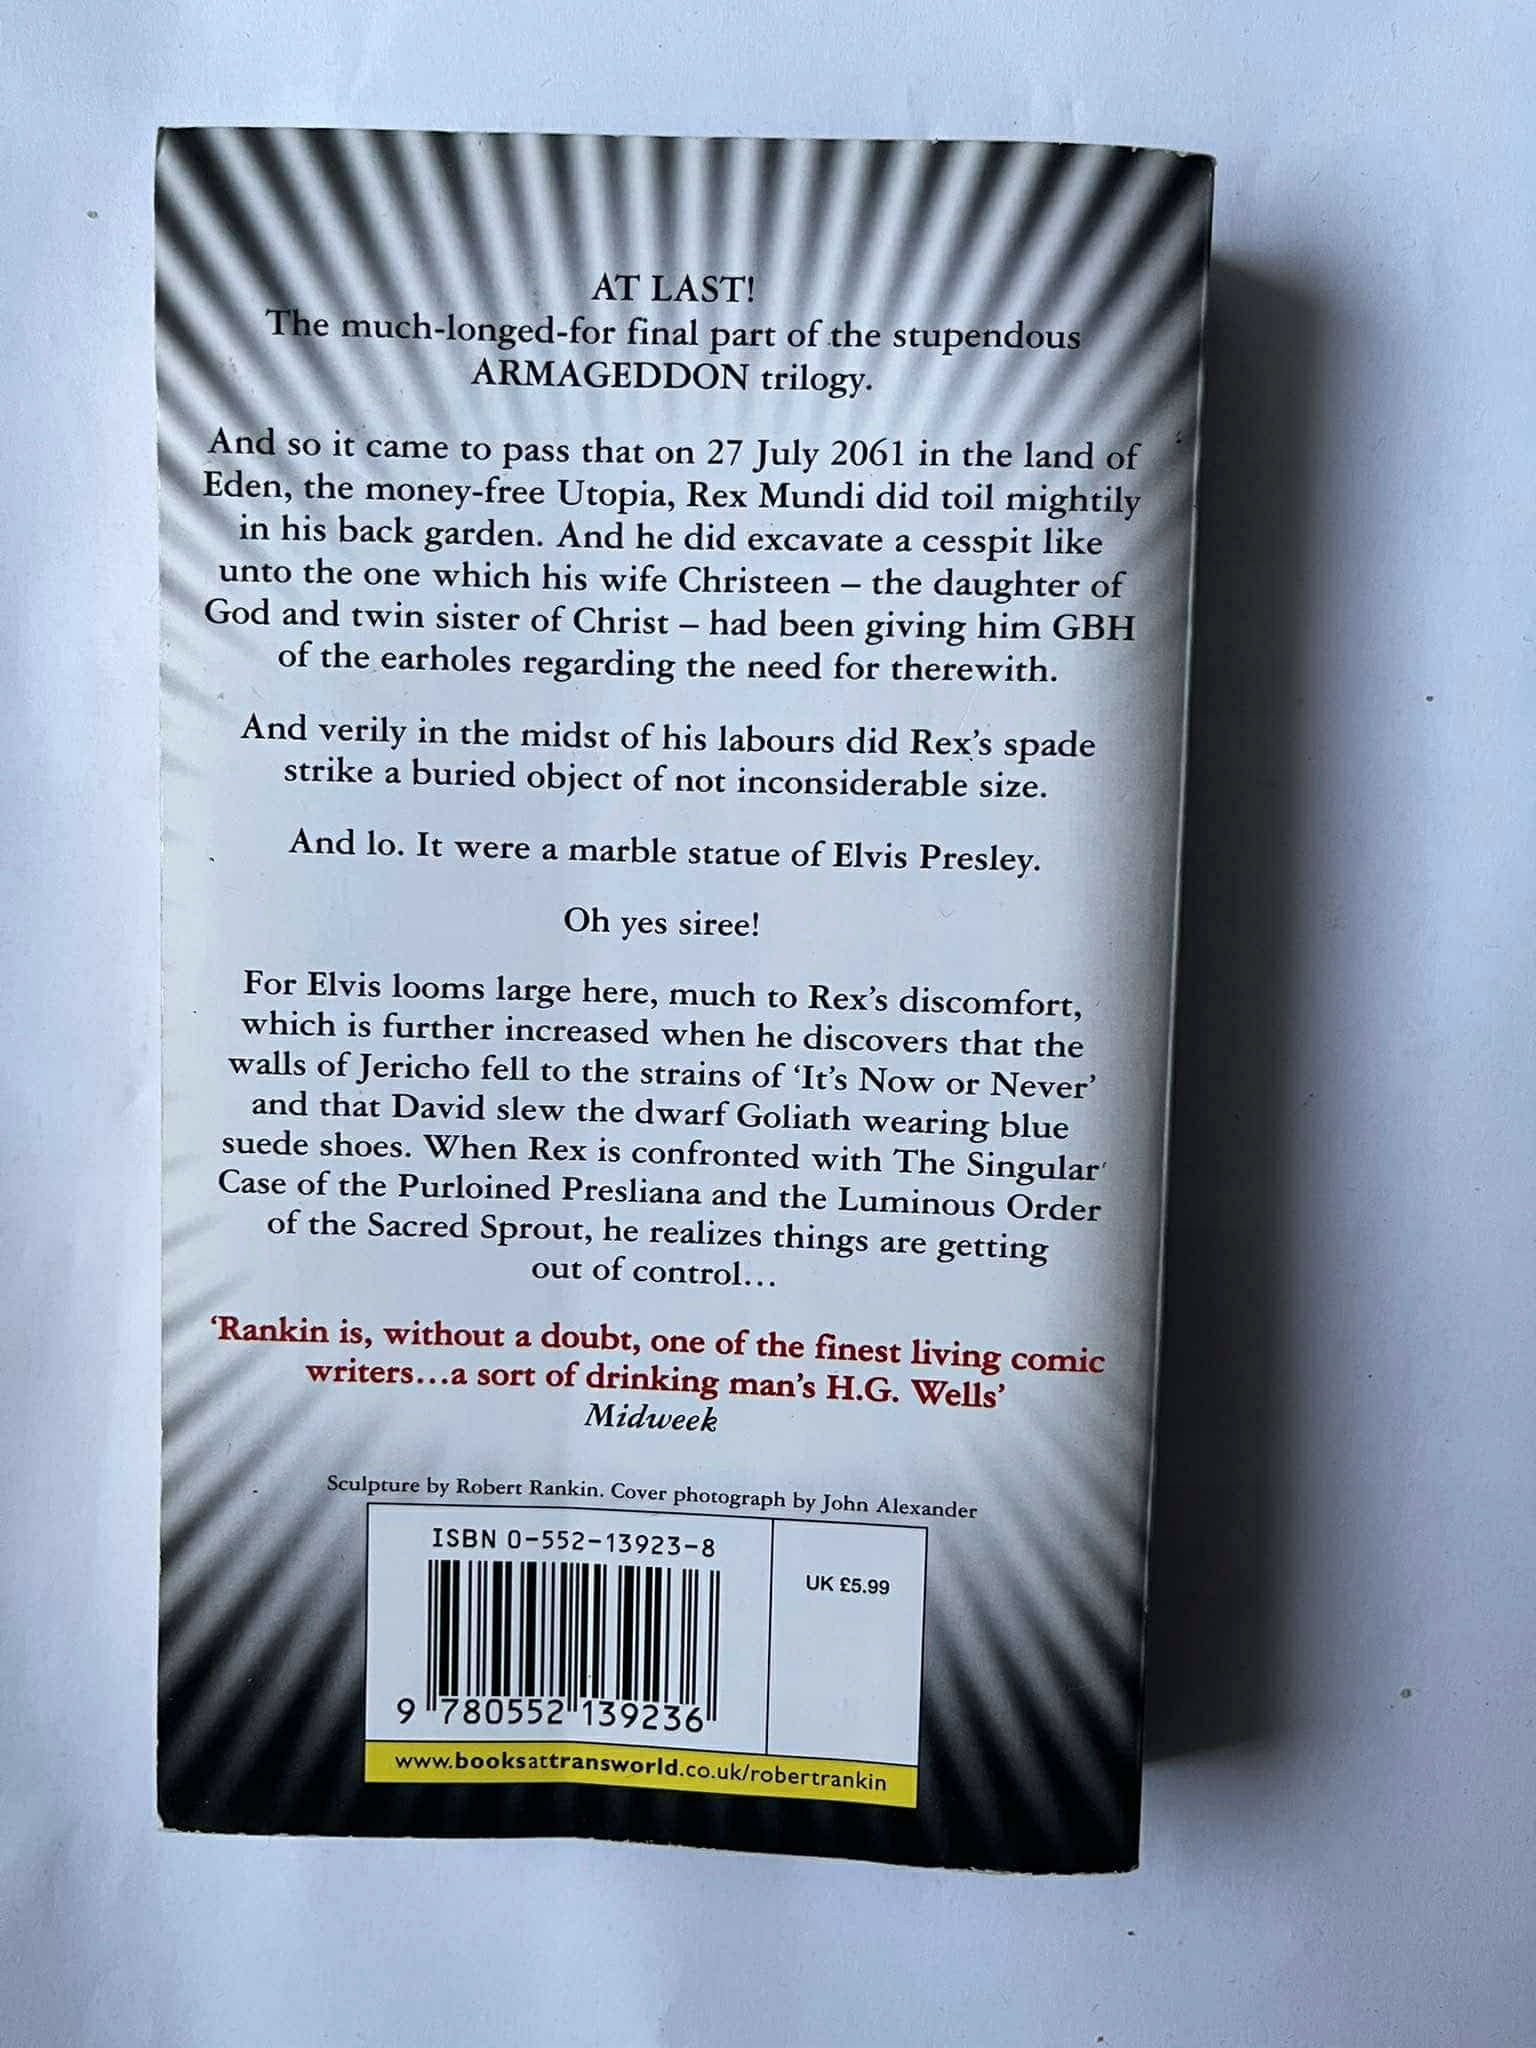 AT LAST!
The much-longed-for final part of the stupendous
ARMAGEDDON trilogy.
And so it came to pass that on 27 July 2061 in the land of
Eden, the money-free Utopia, Rex Mundi did toil mightily
in his back garden. And he did excavate a cesspit like
unto the one which his wife Christeen – the daughter of
God and twin sister of Christ – had been giving him GBH
of the earholes regarding the need for therewith.
And verily in the midst of his labours did Rex's spade
strike a buried object of not inconsiderable size.
And lo. It were a marble statue of Elvis Presley.
Oh yes siree!
For Elvis looms large here, much to Rex's discomfort,
which is further increased when he discovers that the
walls of Jericho fell to the strains of 'It's Now or Never'
and that David slew the dwarf Goliath wearing blue
suede shoes. When Rex is confronted with The Singular
Case of the Purloined Presliana and the Luminous Order
of the Sacred Sprout, he realizes things are getting
out of control...
'Rankin is, without a doubt, one of the finest living comic
writers...a sort of drinking man's H.G. Wells'
Midweek
Sculpture by Robert Rankin. Cover photograph by John Alexander
ISBN 0-552-13923-8
UK £5.99
9 780552 139236
www.booksattransworld.co.uk/robertrankin